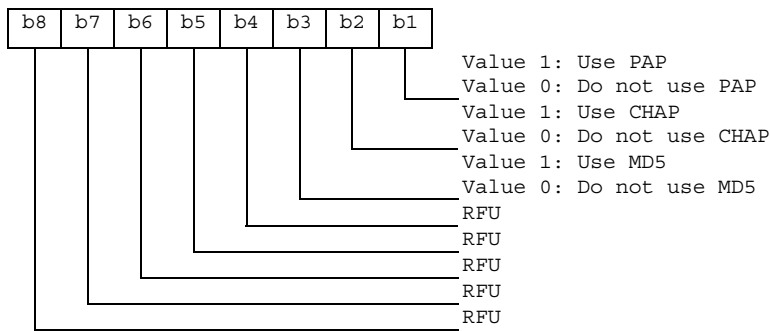 b8 b7 b6 b5 b4 b3 b2 b1
Value 1: Use PAP
Value 0: Do not use PAP
Value 1: Use CHAP
Value 0: Do not use CHAP
Value 1: Use MD5
Value 0: Do not use MD5
RFU
RFU
RFU
RFU
RFU